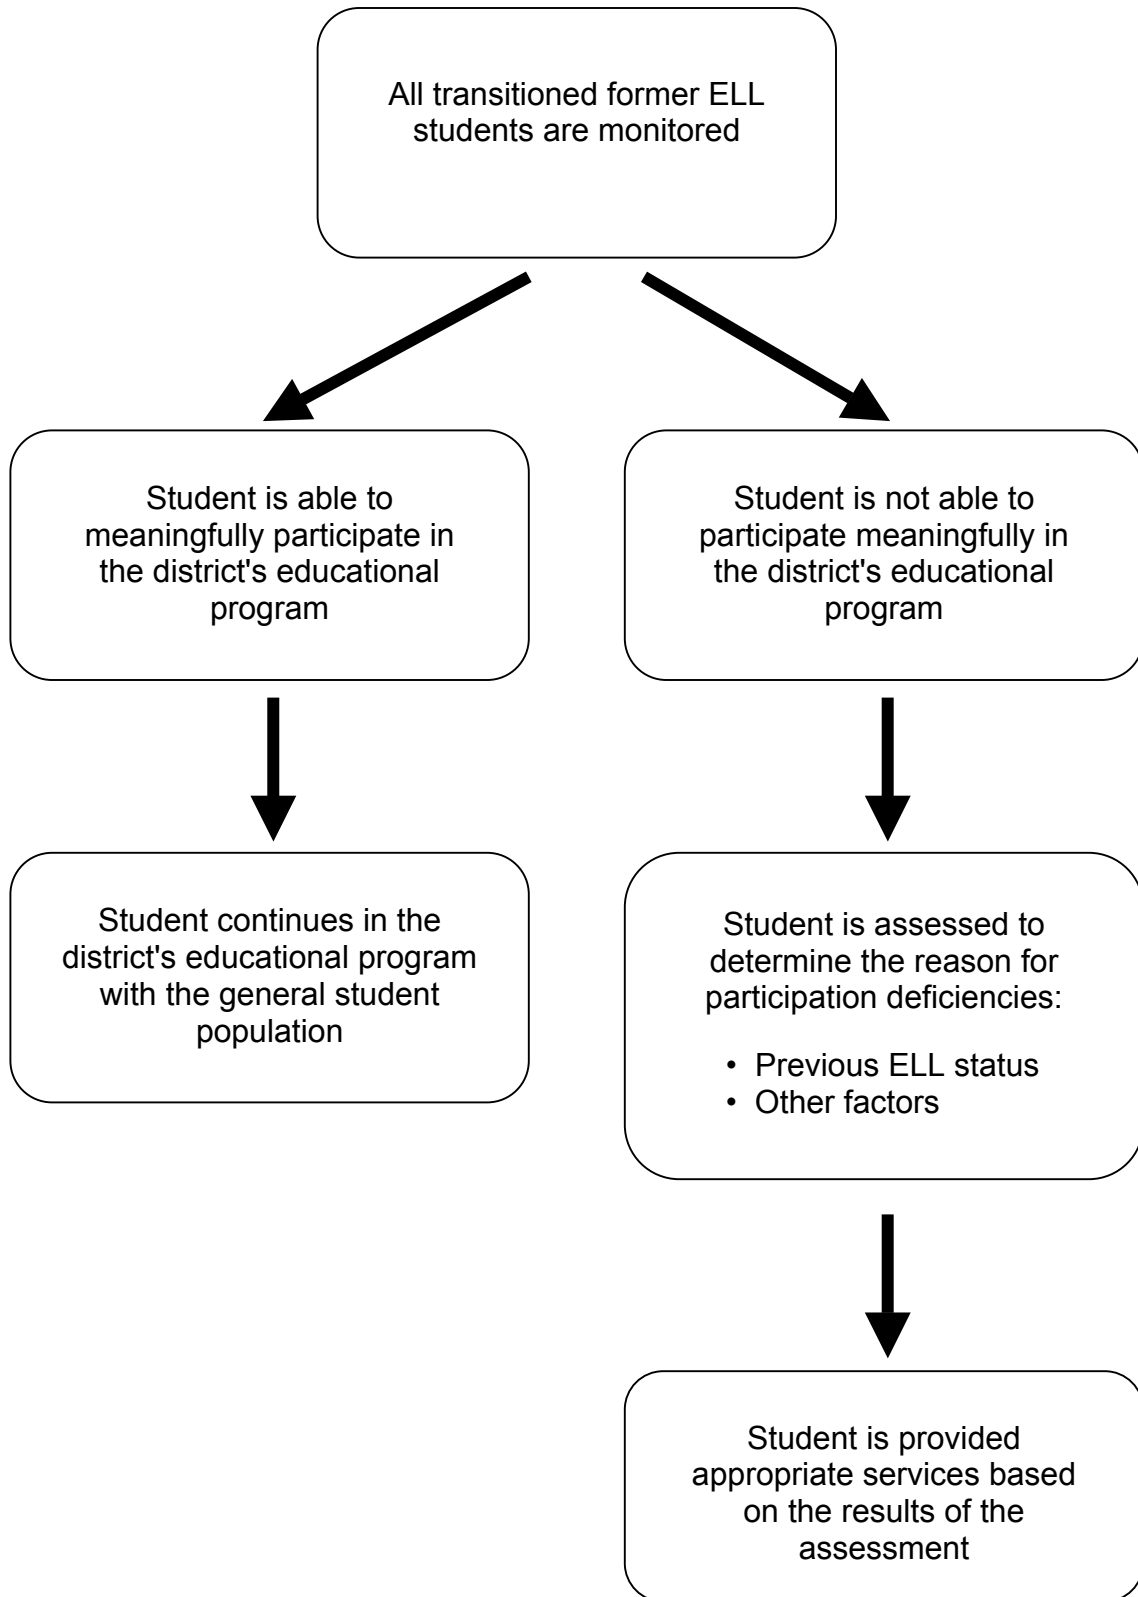 All transitioned former ELL
students are monitored
Student is able to
meaningfully participate in
the district's educational
program
Student is not able to
participate meaningfully in
the district's educational
program
Student continues in the
district's educational program
with the general student
population
Student is assessed to
determine the reason for
participation deficiencies:
• Previous ELL status
• Other factors
Student is provided
appropriate services based
on the results of the
assessment